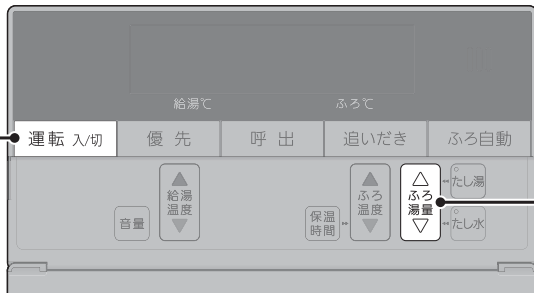 給湯℃ ふろ℃
運転 入/切 優先 呼出 追いだき ふろ自動
音量
給湯
温度
保温
時間
ふろ
温度
ふろ
湯量
たし湯
たし水